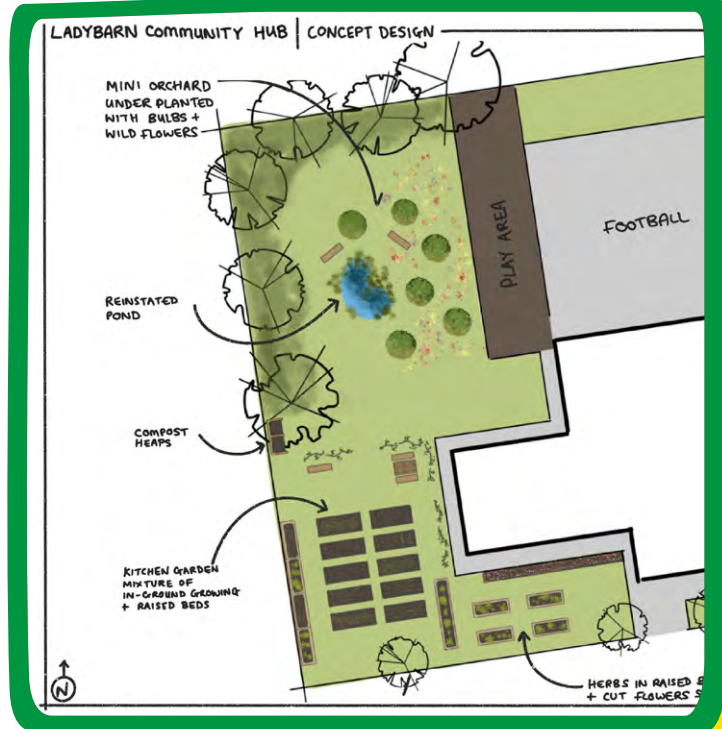 LADYBARN COMMUNITY HUB | CONCEPT DESIGN
MINI ORCHARD
UNDER PLANTED
WITH BULBS +
WILD FLOWERS
PLAY AREA
FOOTBALL
REINSTATED
POND
COMPOST
HEAPS
KITCHEN GARDEN
MIXTURE OF
IN-GROUND GROWING
+ RAISED BEDS
N
HERBS IN RAISED
+ CUT FLOWERS